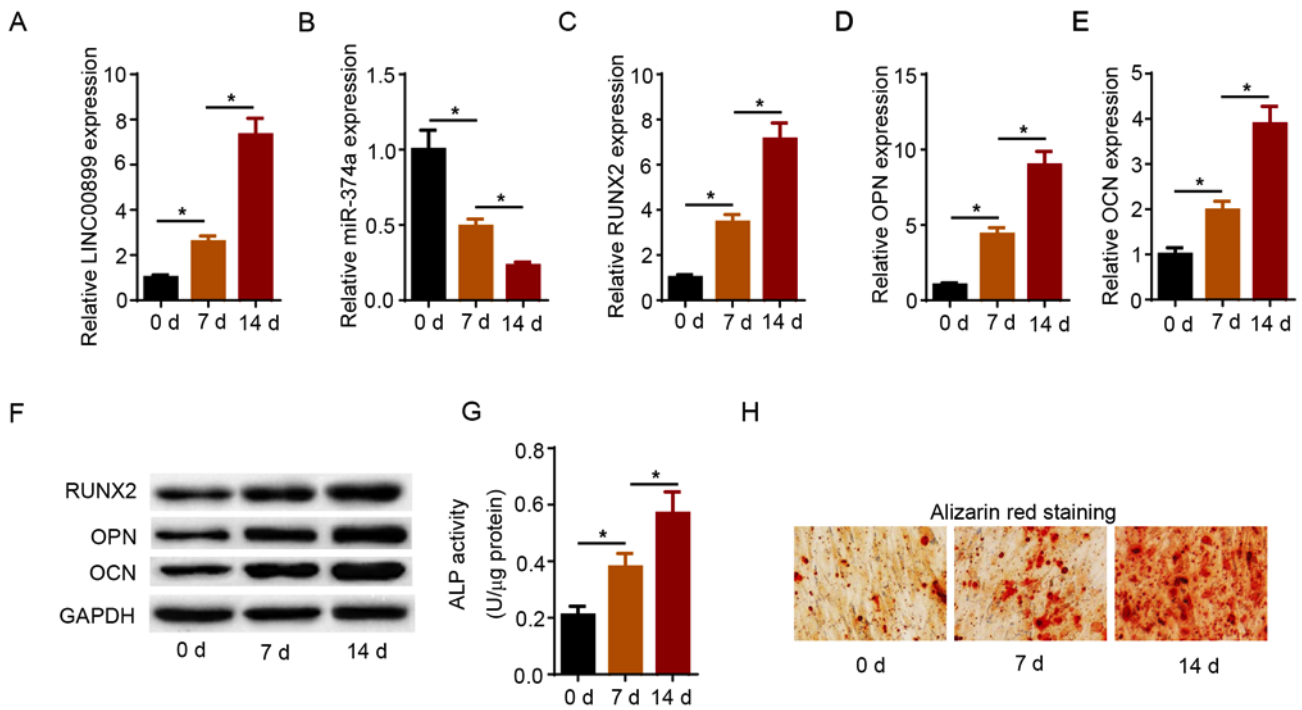 A
Relative LINC00899 expression
10
8
6
4
2
0
*
*
0 d
7 d
14 d
B
Relative miR-374a expression
1.5
1.0
0.5
0.0
*
*
0 d
7 d
14 d
C
Relative RUNX2 expression
10
8
6
4
2
0
*
*
0 d
7 d
14 d
D
Relative OPN expression
15
10
5
0
*
*
0 d
7 d
14 d
E
Relative OCN expression
5
4
3
2
1
0
*
*
0 d
7 d
14 d
F
RUNX2
OPN
OCN
GAPDH
0 d
7 d
14 d
G
ALP activity
(U/μg protein)
0.8
0.6
0.4
0.2
0.0
*
*
0 d
7 d
14 d
H
Alizarin red staining
0 d
7 d
14 d